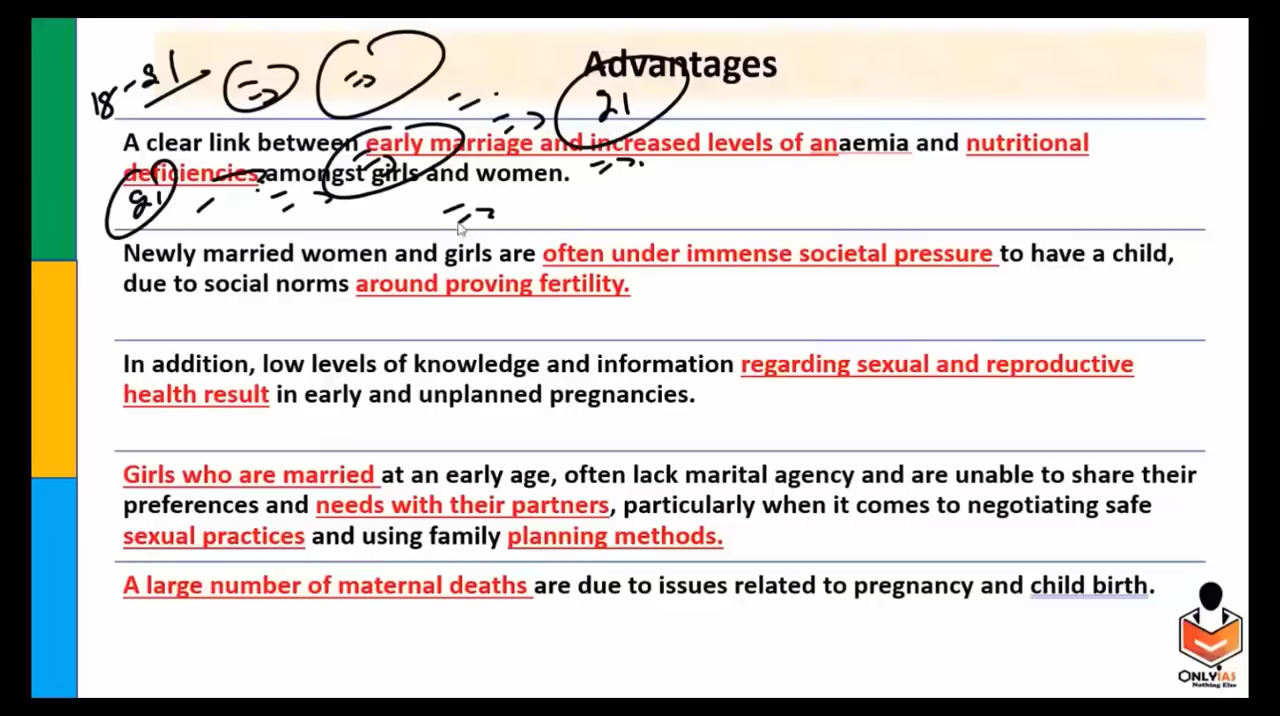 Advantages
18-21
21
A clear link between early marriage and increased levels of anaemia and nutritional
deficiencies amongst girls and women.
21
Newly married women and girls are often under immense societal pressure to have a child,
due to social norms around proving fertility.
In addition, low levels of knowledge and information regarding sexual and reproductive
health result in early and unplanned pregnancies.
Girls who are married at an early age, often lack marital agency and are unable to share their
preferences and needs with their partners, particularly when it comes to negotiating safe
sexual practices and using family planning methods.
A large number of maternal deaths are due to issues related to pregnancy and child birth.
ONLYIAS
Nothing Else